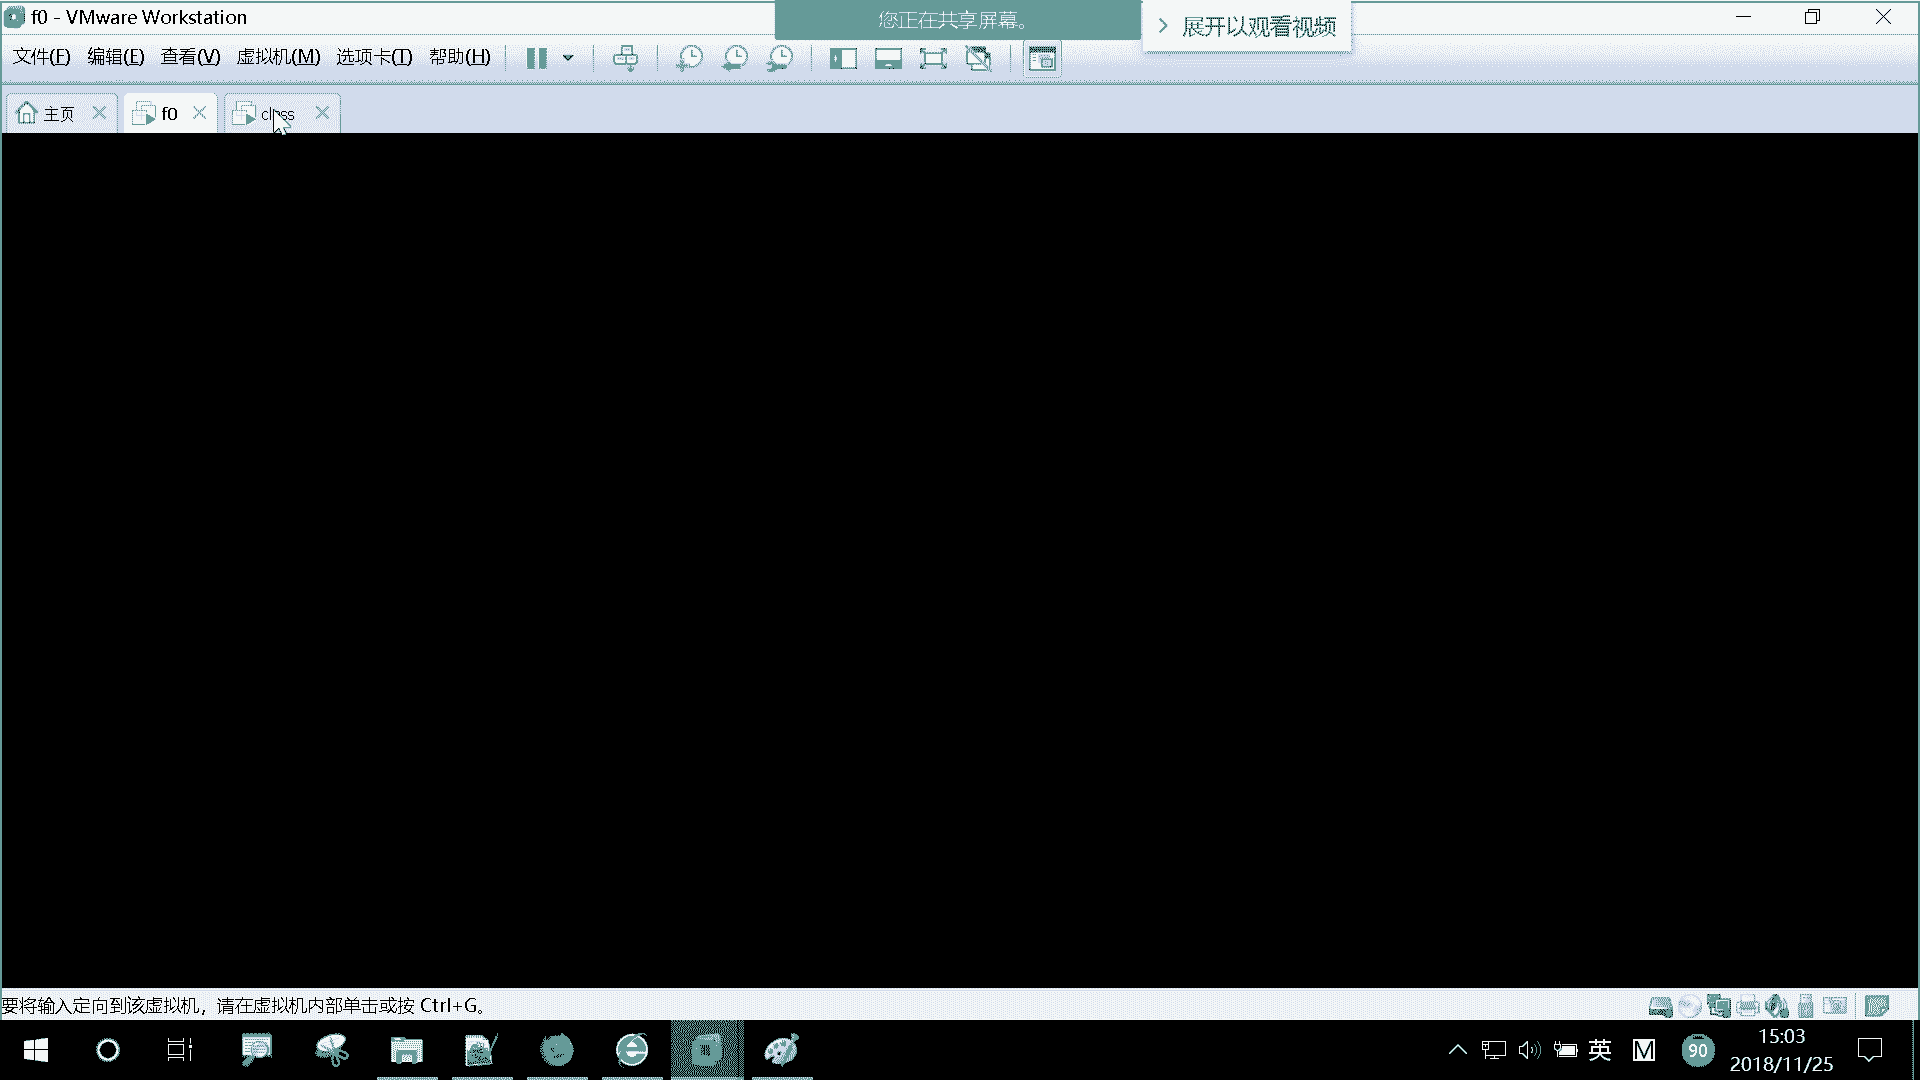 f0 - VMware Workstation
您正在共享屏幕。
展开以观看视频
文件(F) 编辑(E) 查看(V) 虚拟机(M) 选项卡(T) 帮助(H)
主页 f0 class
要将输入定向到该虚拟机，请在虚拟机内部单击或按 Ctrl+G。
英 M 90 15:03
2018/11/25